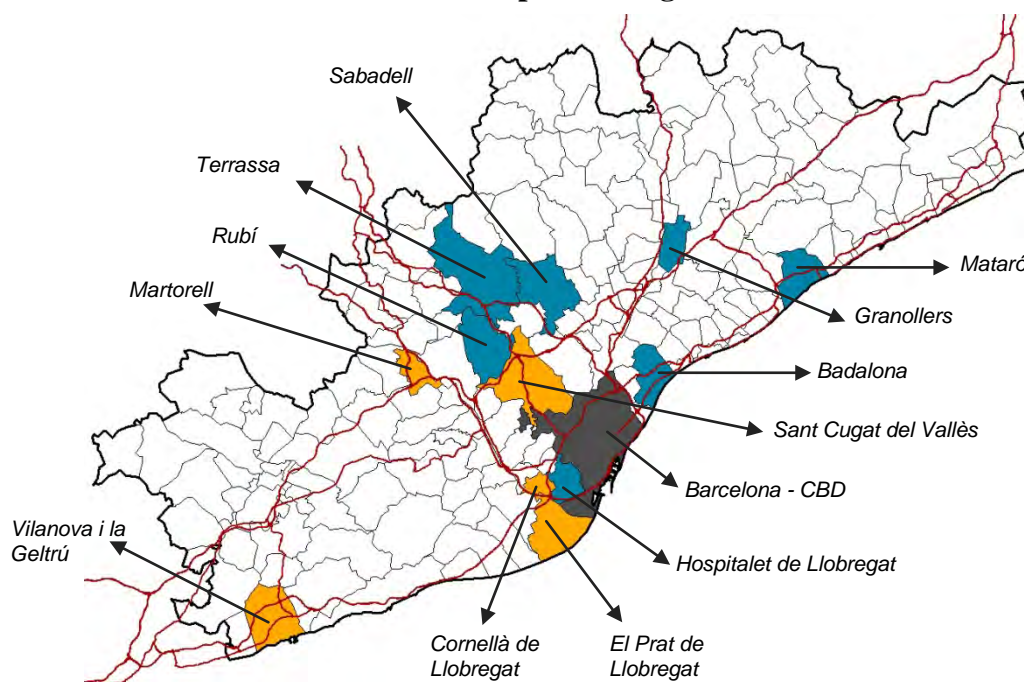 Sabadell
Terrassa
Rubí
Martorell
Mataró
Granollers
Badalona
Sant Cugat del Vallès
Barcelona - CBD
Vilanova i la
Geltrú
Hospitalet de Llobregat
Cornellà de
Llobregat
El Prat de
Llobregat